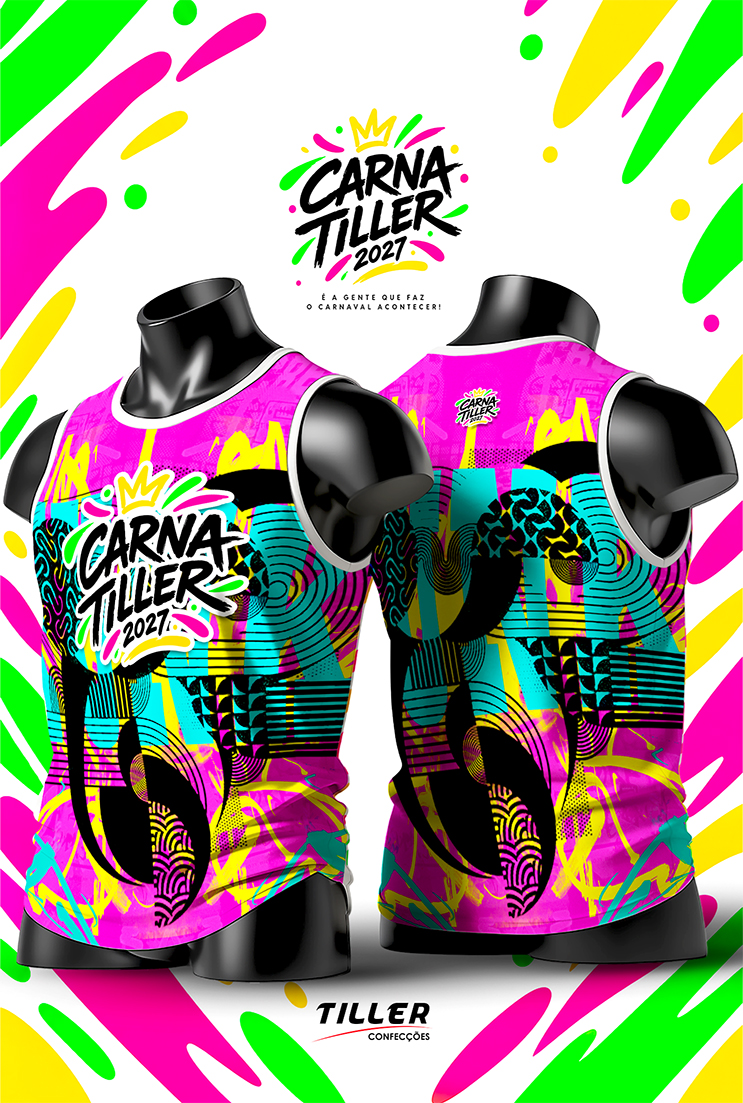 CARNA
TILLER
2027
É A GENTE QUE FAZ
O CARNAVAL ACONTECER!
CARNA
TILLER
2027
CARNA
TILLER
2027
TILLER
CONFECÇÕES